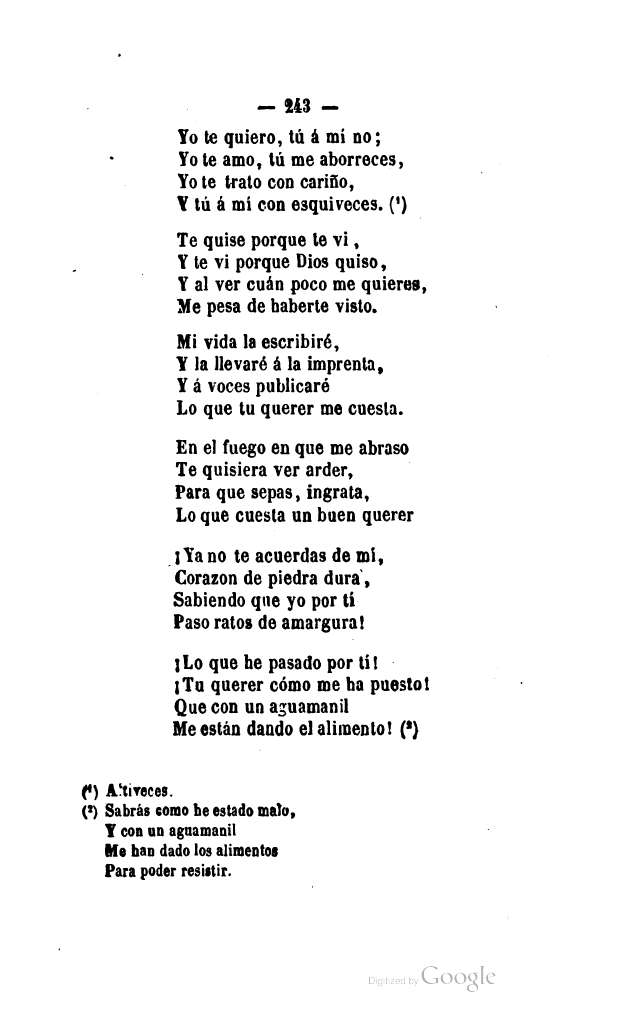 — 243 —
Yo te quiero, tú á mí no;
Yo te amo, tú me aborreces,
Yo te trato con cariño,
Y tú á mí con esquiveces. (¹)
Te quise porque te vi,
Y te vi porque Dios quiso,
Y al ver cuán poco me quieres,
Me pesa de haberte visto.
Mi vida la escribiré,
Y la llevaré á la imprenta,
Y á voces publicaré
Lo que tu querer me cuesta.
En el fuego en que me abraso
Te quisiera ver arder,
Para que sepas, ingrata,
Lo que cuesta un buen querer
¡Ya no te acuerdas de mí,
Corazon de piedra dura,
Sabiendo que yo por tí
Paso ratos de amargura!
¡Lo que he pasado por tí!
¡Tu querer cómo me ha puesto!
Que con un aguamanil
Me están dando el alimento! (²)
(¹) Altiveces.
(²) Sabrás como he estado malo,
Y con un aguamanil
Me han dado los alimentos
Para poder resistir.
Digitized by Google